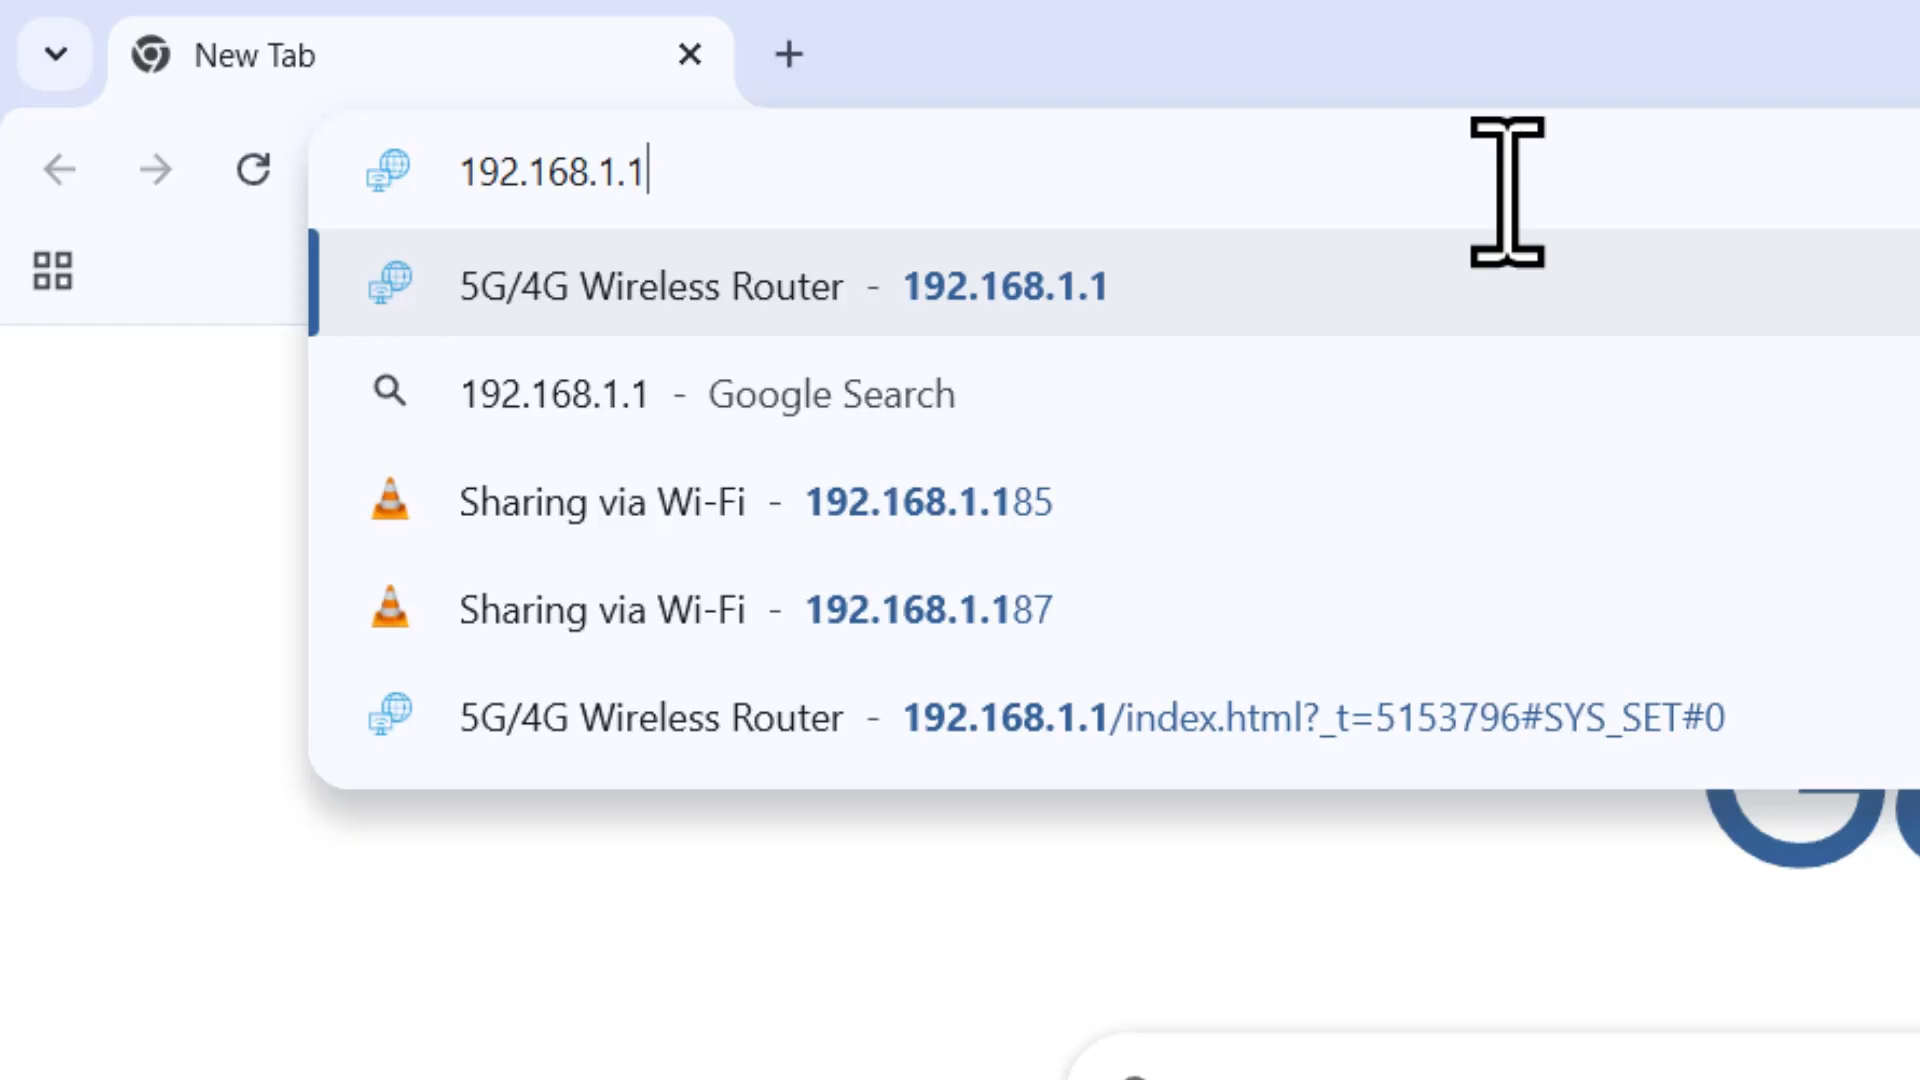 New Tab
192.168.1.1
5G/4G Wireless Router - 192.168.1.1
192.168.1.1 - Google Search
Sharing via Wi-Fi - 192.168.1.185
Sharing via Wi-Fi - 192.168.1.187
5G/4G Wireless Router - 192.168.1.1/index.html?_t=5153796#SYS_SET#0